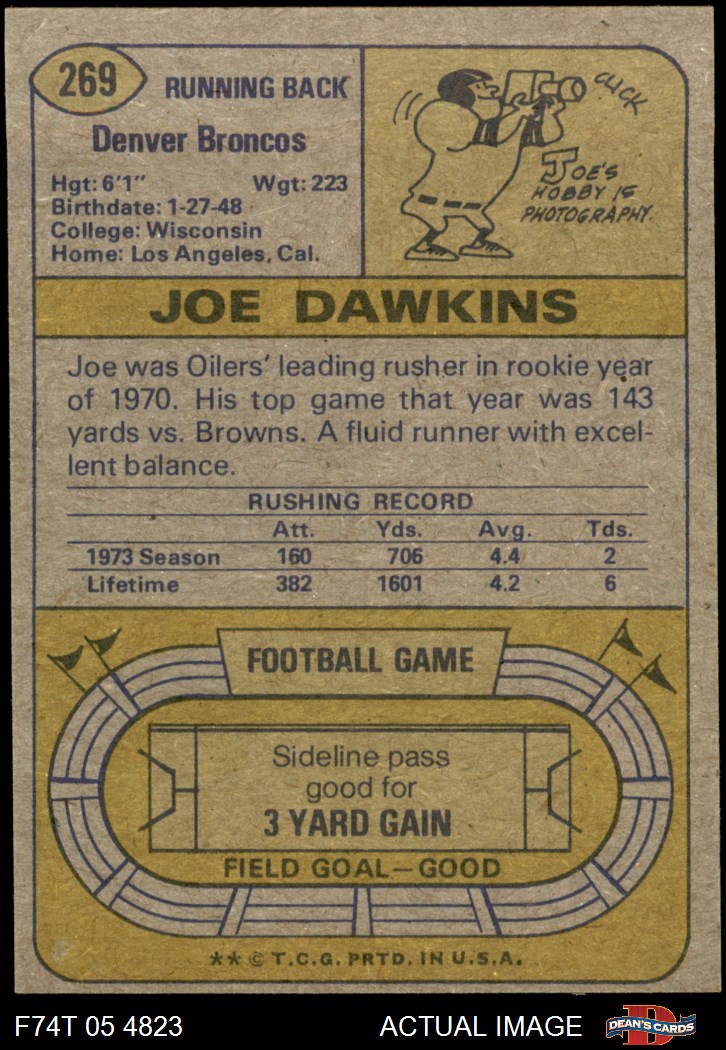 269
RUNNING BACK
Denver Broncos
Hgt: 6'1" Wgt: 223
Birthdate: 1-27-48
College: Wisconsin
Home: Los Angeles, Cal.
CLICK
JOE'S
HOBBY IS
PHOTOGRAPHY.
JOE DAWKINS
Joe was Oilers' leading rusher in rookie year
of 1970. His top game that year was 143
yards vs. Browns. A fluid runner with excel-
lent balance.
RUSHING RECORD
Att. Yds. Avg. Tds.
1973 Season 160 706 4.4 2
Lifetime 382 1601 4.2 6
FOOTBALL GAME
Sideline pass
good for
3 YARD GAIN
FIELD GOAL—GOOD
** © T.C.G. PRTD. IN U.S.A.
F74T 05 4823 ACTUAL IMAGE
D
DEAN'S CARDS